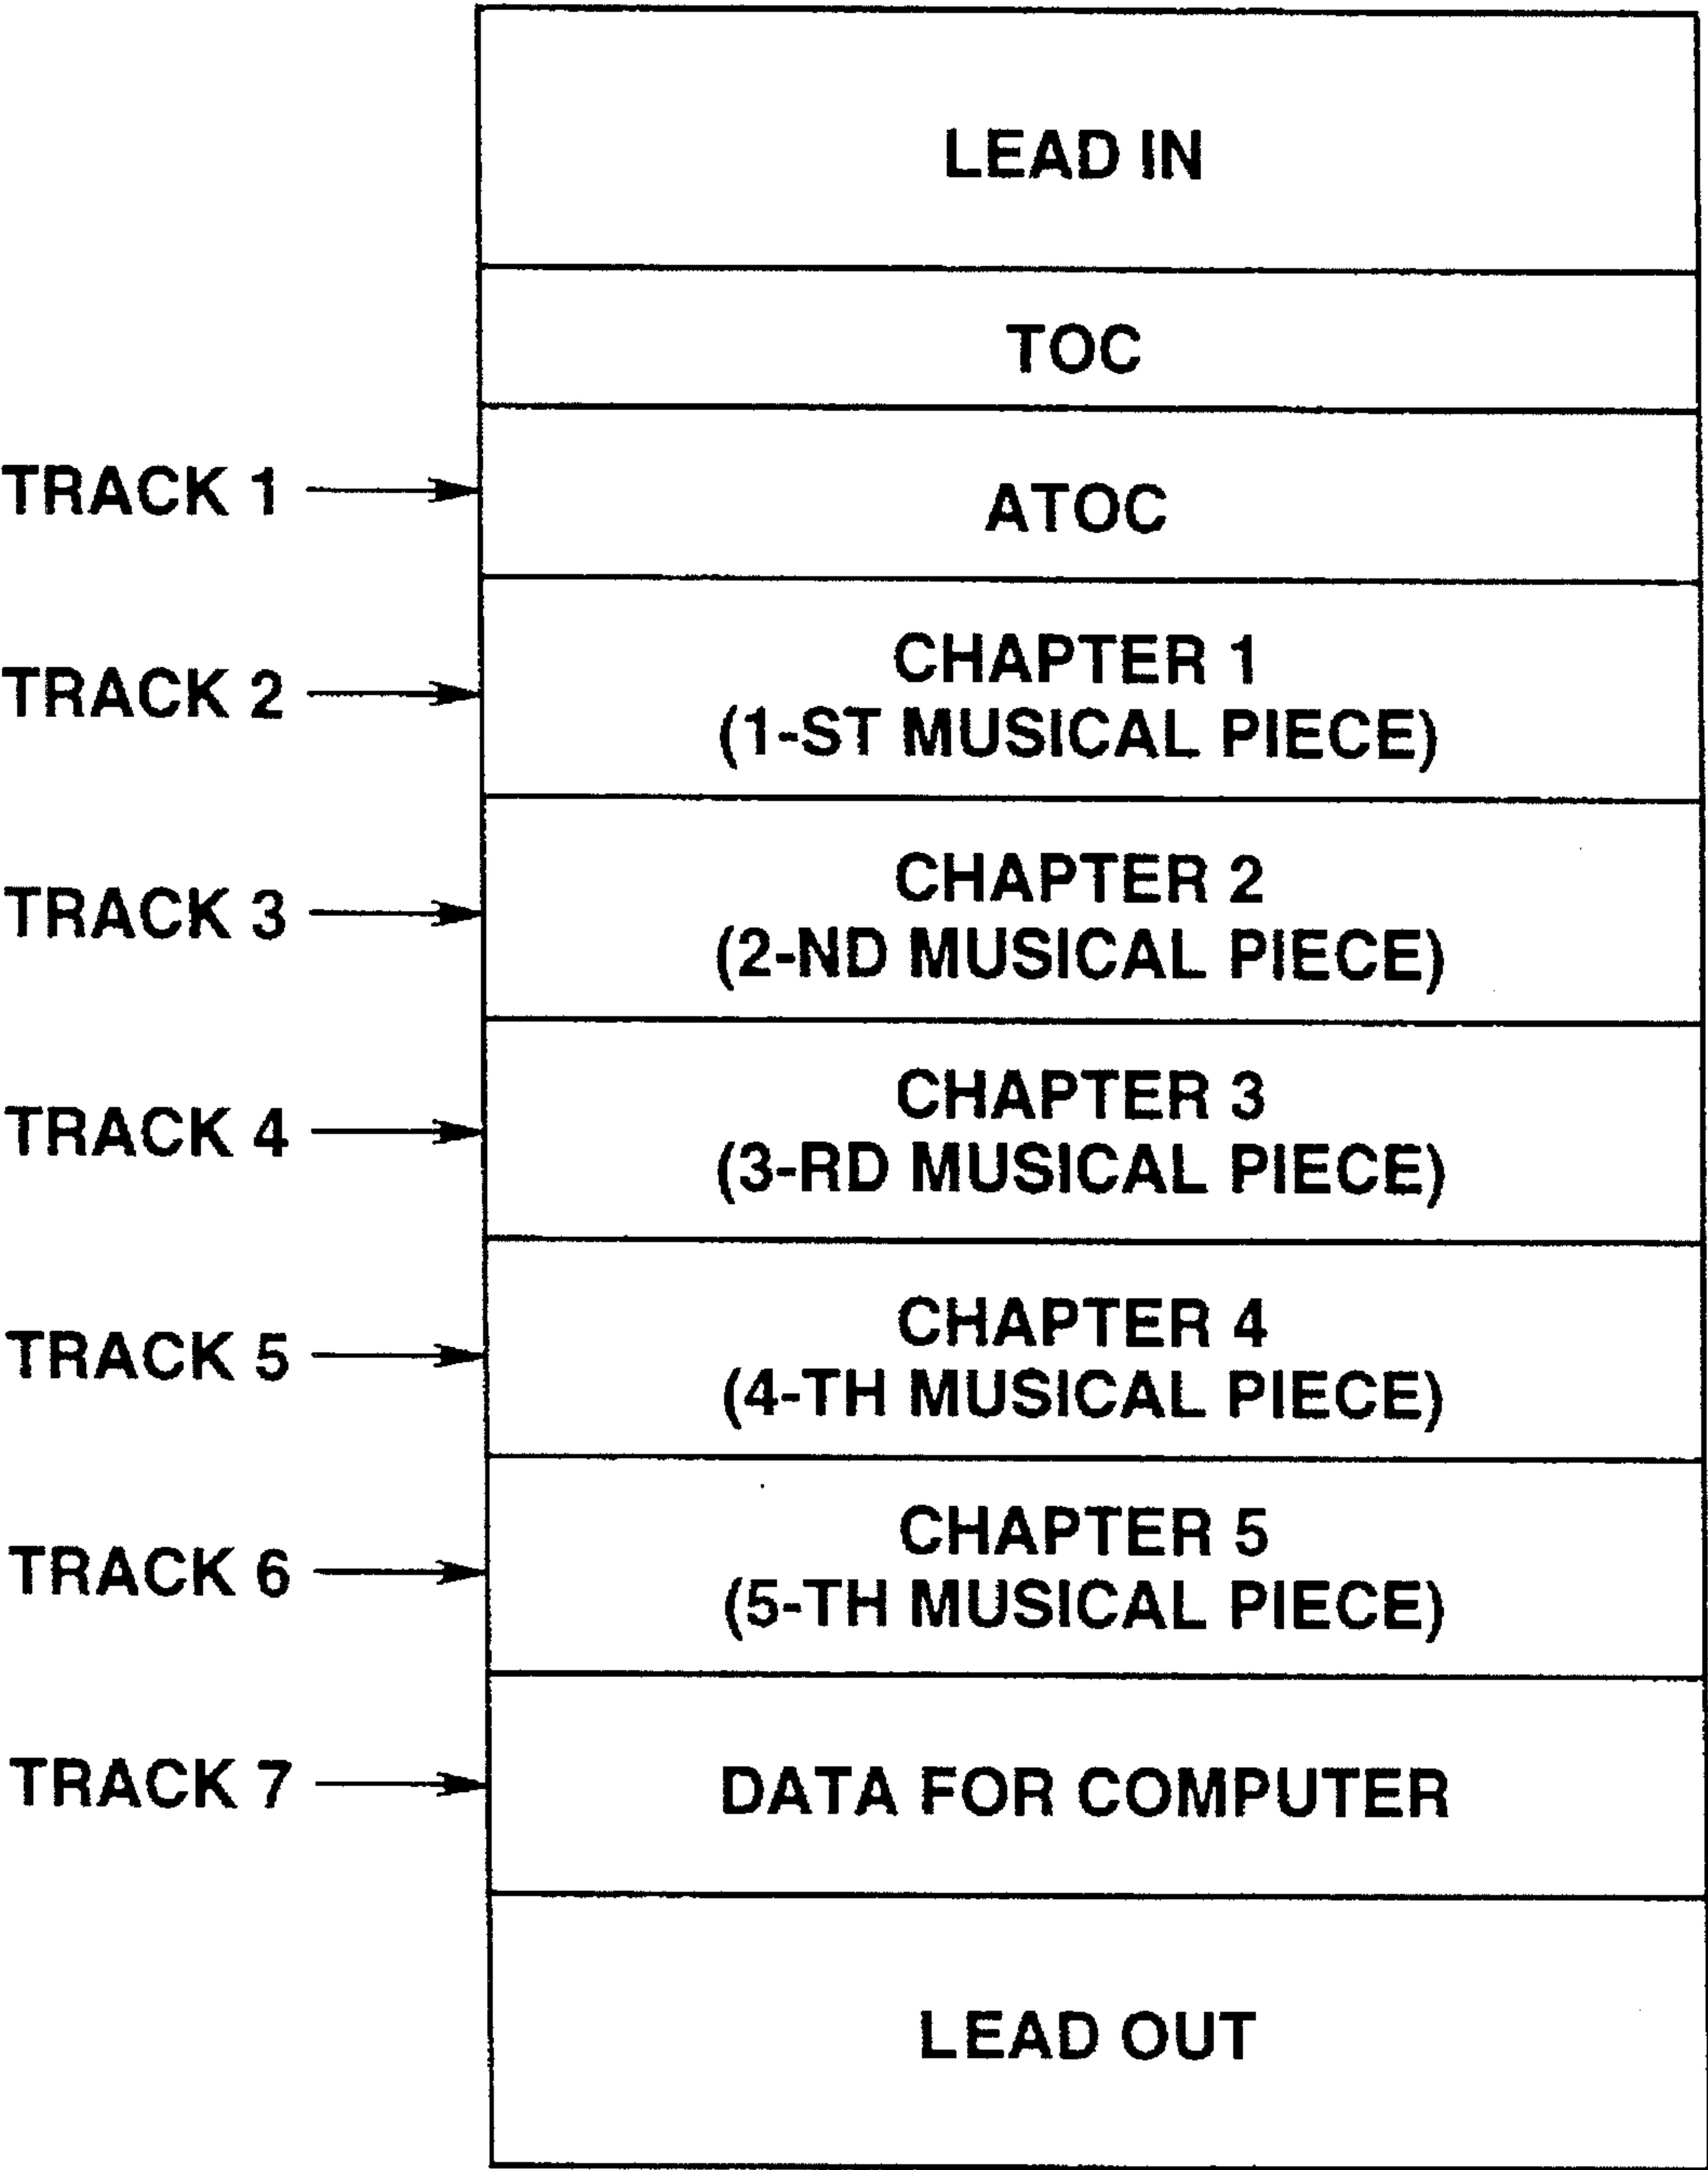 LEAD IN
TOC
TRACK 1
ATOC
TRACK 2
CHAPTER 1
(1-ST MUSICAL PIECE)
TRACK 3
CHAPTER 2
(2-ND MUSICAL PIECE)
TRACK 4
CHAPTER 3
(3-RD MUSICAL PIECE)
TRACK 5
CHAPTER 4
(4-TH MUSICAL PIECE)
TRACK 6
CHAPTER 5
(5-TH MUSICAL PIECE)
TRACK 7
DATA FOR COMPUTER
LEAD OUT